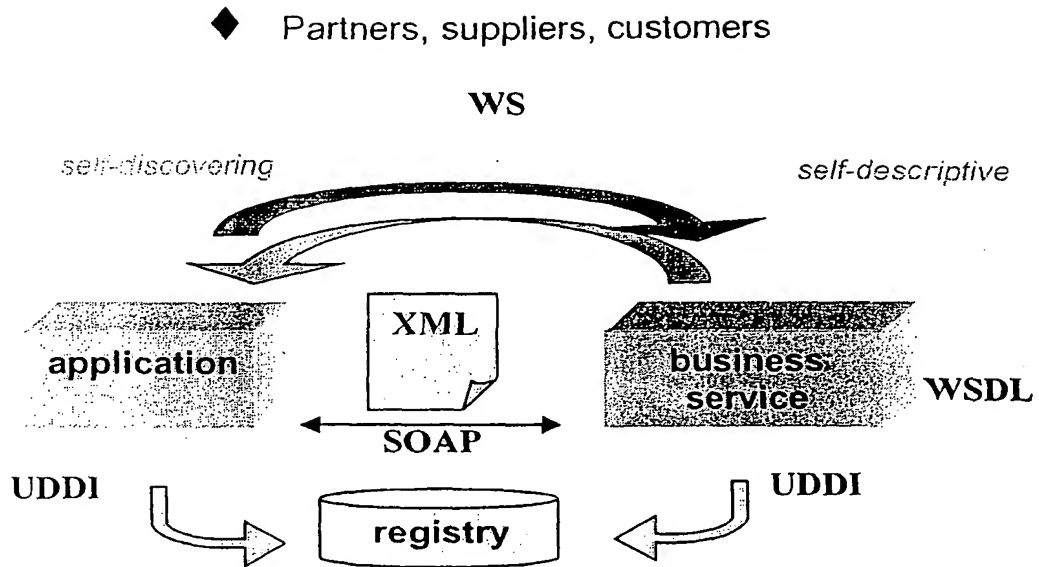 Partners, suppliers, customers
WS
self-discovering
self-descriptive
XML
application
business
service
WSDL
SOAP
UDDI
UDDI
registry